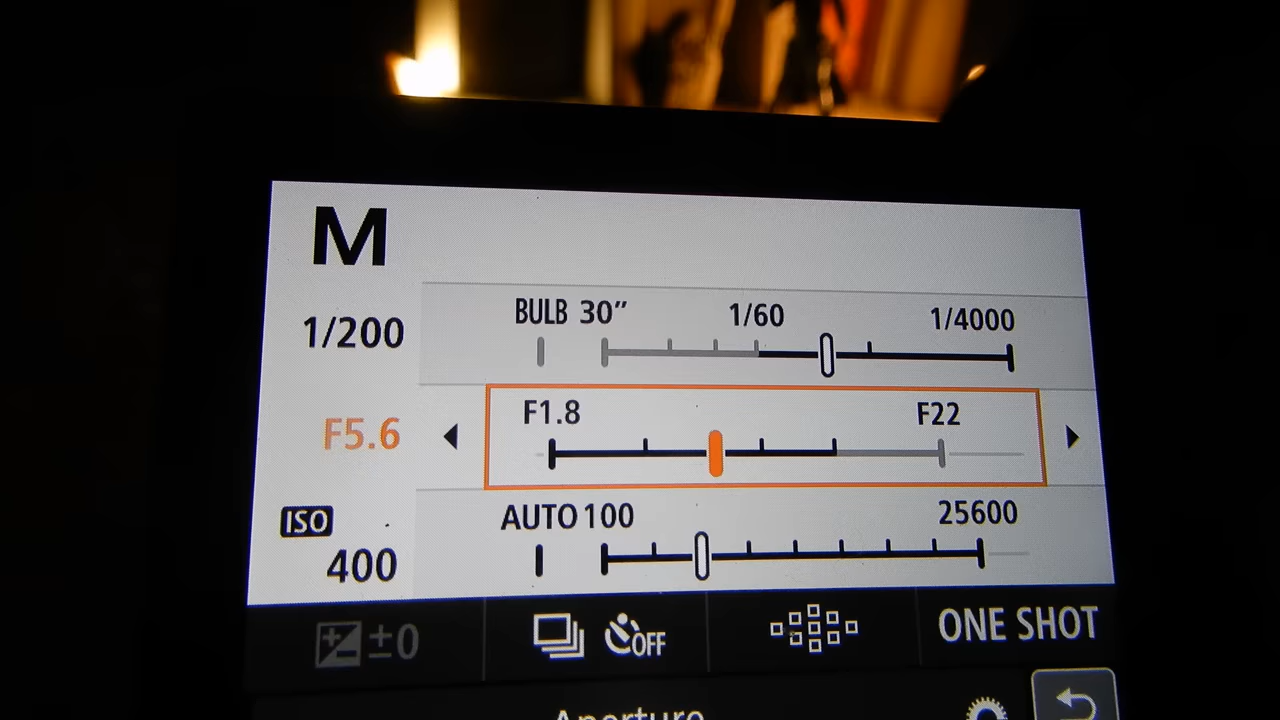 M
1/200
BULB 30” 1/60 1/4000
F5.6
F1.8 F22
ISO
400
AUTO 100 25600
±0
OFF
ONE SHOT
Aperture